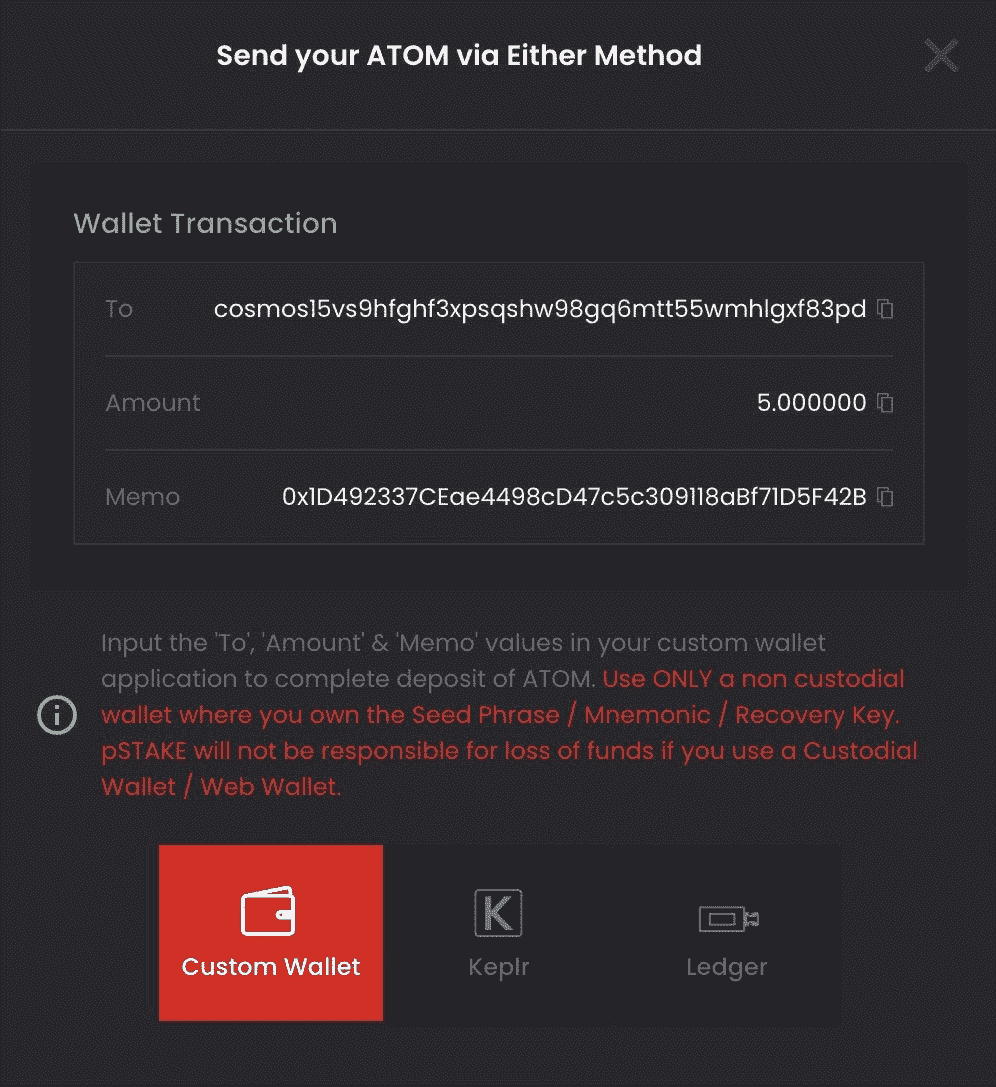 Send your ATOM via Either Method
Wallet Transaction
To cosmos15vs9hfghf3xpsqshw98gq6mtt55wmhlgxf83pd
Amount 5.000000
Memo 0x1D492337CEae4498cD47c5c309118aBf71D5F42B
Input the 'To', 'Amount' & 'Memo' values in your custom wallet
application to complete deposit of ATOM. Use ONLY a non custodial
wallet where you own the Seed Phrase / Mnemonic / Recovery Key.
pSTAKE will not be responsible for loss of funds if you use a Custodial
Wallet / Web Wallet.
K
Custom Wallet Keplr Ledger